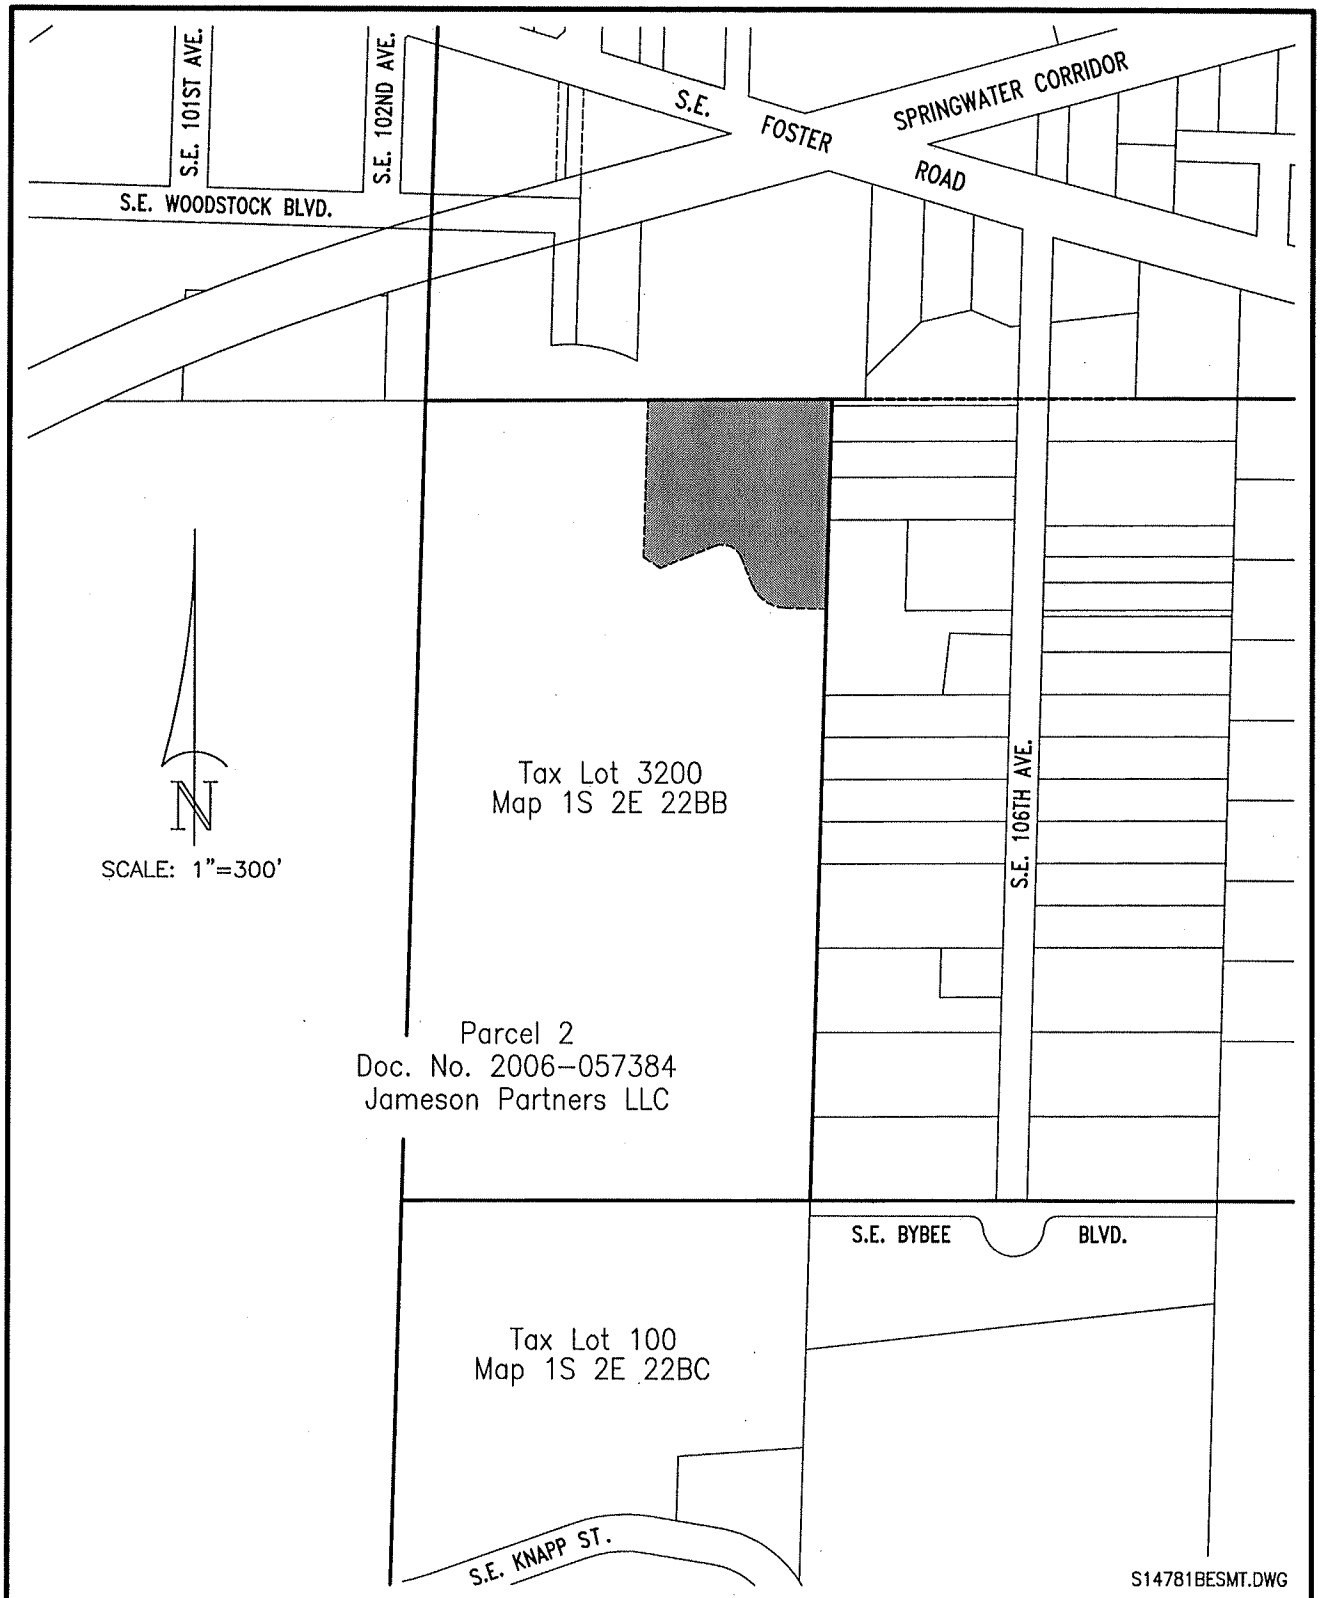 S.E. 101ST AVE.
S.E. 102ND AVE.
S.E. FOSTER ROAD
SPRINGWATER CORRIDOR
S.E. WOODSTOCK BLVD.
N
SCALE: 1"=300'
Tax Lot 3200
Map 1S 2E 22BB
S.E. 106TH AVE.
Parcel 2
Doc. No. 2006-057384
Jameson Partners LLC
S.E. BYBEE BLVD.
Tax Lot 100
Map 1S 2E 22BC
S.E. KNAPP ST.
S14781BESMT.DWG